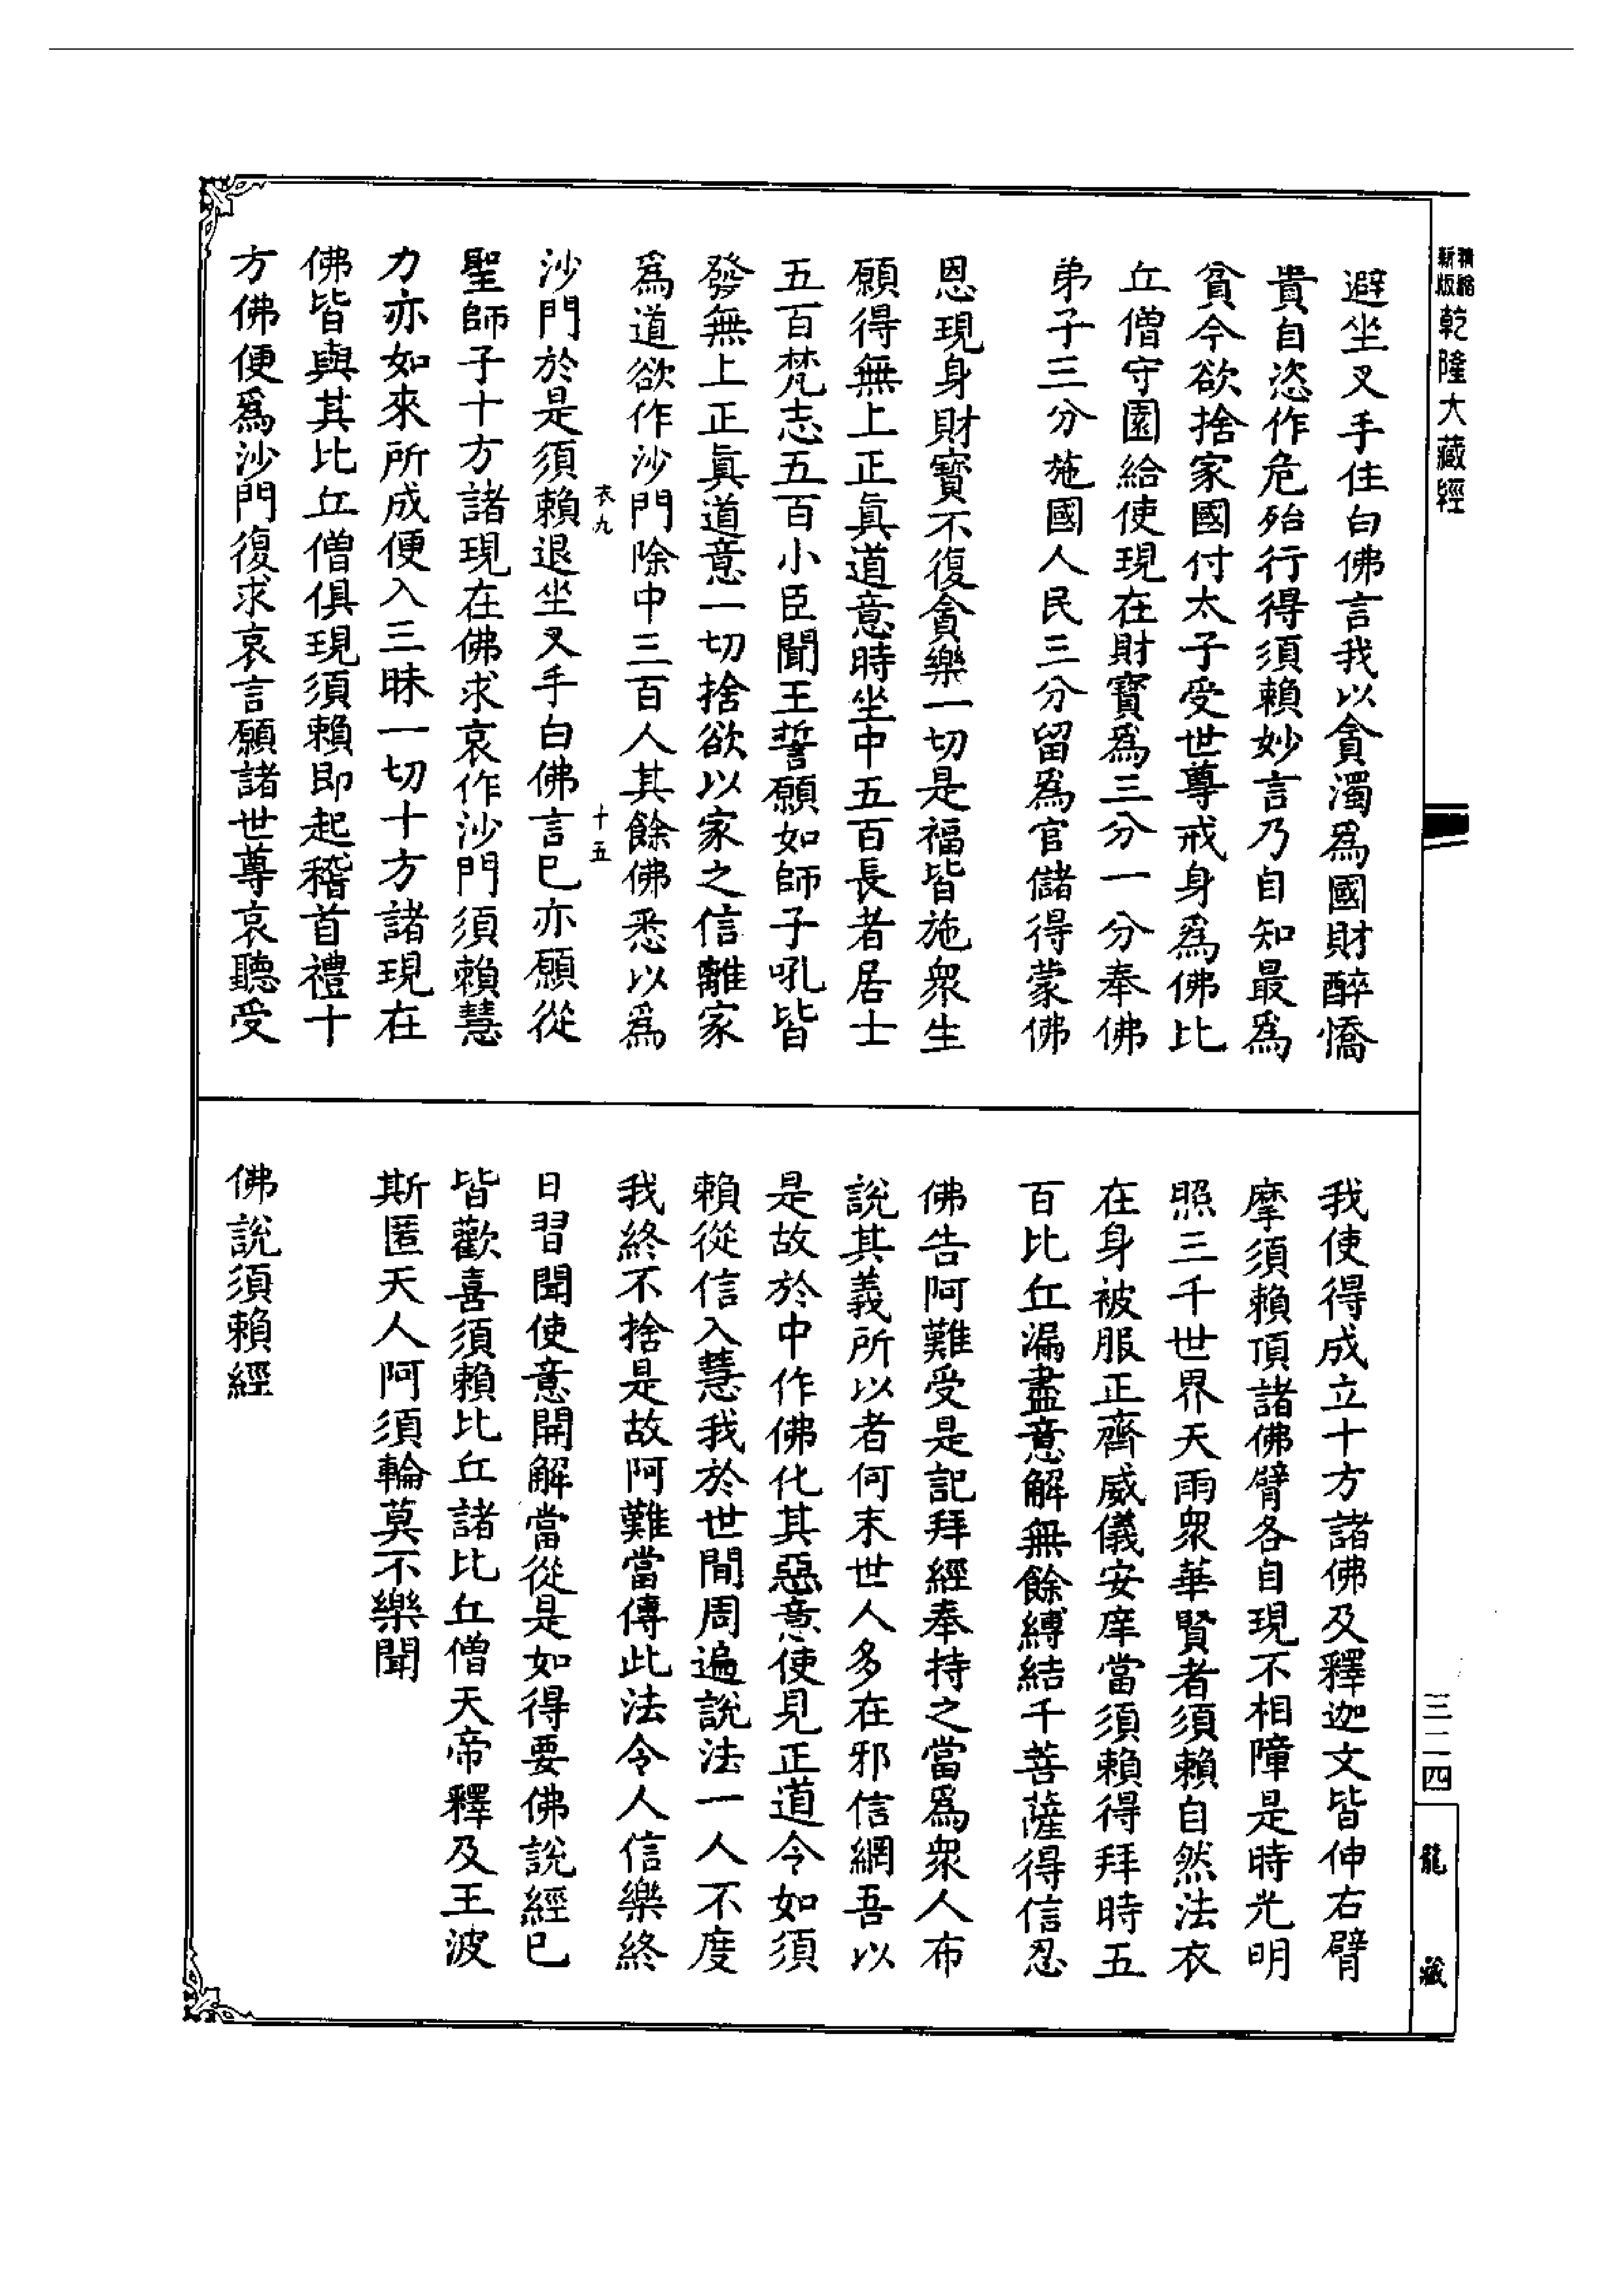 精縮新版乾隆大藏經
避坐叉手住白佛言我以貪濁爲國財醉憍
貴自恣作危殆行得須賴妙言乃自知最爲
貧今欲捨家國付太子受世尊戒身爲佛比
丘僧守園給使現在財寶爲三分一分奉佛
弟子三分施國人民三分留爲官儲得蒙佛
恩現身財寶不復貪樂一切是福皆施衆生
願得無上正眞道意時坐中五百長者居士
五百梵志五百小臣聞王誓願如師子吼皆
發無上正眞道意一切捨欲以家之信離家
爲道欲作沙門除中三百人其餘佛悉以爲
衣九 十五
沙門於是須賴退坐叉手白佛言已亦願從
聖師子十方諸現在佛求哀作沙門須賴慧
力亦如來所成便入三昧一切十方諸現在
佛皆與其比丘僧俱現須賴即起稽首禮十
方佛便爲沙門復求哀言願諸世尊哀聽受
我使得成立十方諸佛及釋迦文皆伸右臂
摩須賴頂諸佛臂各自現不相障是時光明
照三千世界天雨衆華賢者須賴自然法衣
在身被服正齊威儀安庠當須賴得拜時五
百比丘漏盡意解無餘縛結千菩薩得信忍
佛告阿難受是記拜經奉持之當爲衆人布
說其義所以者何末世人多在邪信網吾以
是故於中作佛化其惡意使見正道令如須
賴從信入慧我於世間周遍說法一人不度
我終不捨是故阿難當傳此法令人信樂終
日習聞使意開解當從是如得要佛說經已
皆歡喜須賴比丘諸比丘僧天帝釋及王波
斯匿天人阿須輪莫不樂聞
佛說須賴經
三二四
龍藏